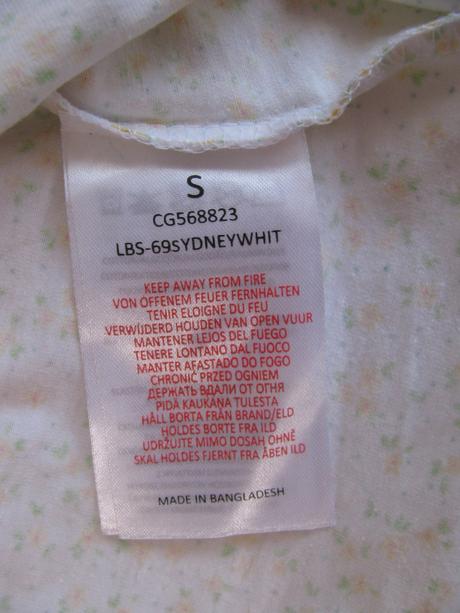 S
CG568823
LBS-69sYDNEYWHIT
KEEP AWAY FROM FIRE
VON OFFENEM FEUER FERNHALTEN
TENIR ELOIGNE DU FEU
VERWIJDERD HOUDEN VAN OPEN VUUR
MANTENER LEJOS DEL FUEGO
TENERE LONTANO DAL FUOCO
MANTER AFASTADO DO FOGO
CHRONIĆ PRZED OGNIEM
ДЕРЖАТЬ ВДАЛИ ОТ ОГНЯ
PIDÄ KAUKANA TULESTA
HÅLL BORTA FRÅN BRAND/ELD
HOLDES BORTE FRA ILD
UDRŽUJTE MIMO DOSAH OHNĚ
SKAL HOLDES FJERNT FRA ÅBEN ILD
MADE IN BANGLADESH